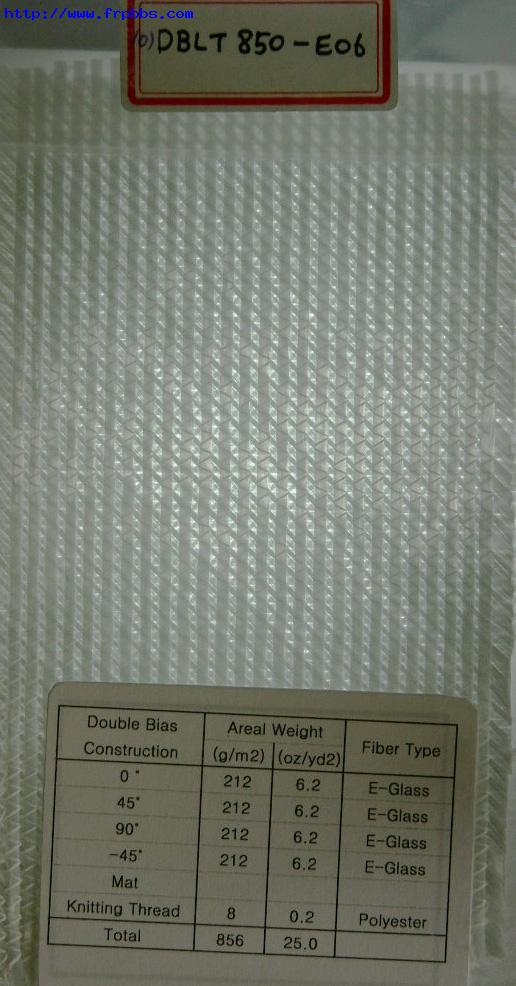 http://www.frpbbs.com
10) DBLT 850-E06
Double Bias Construction Areal Weight Fiber Type
(g/m2) (oz/yd2)
0° 212 6.2 E-Glass
45° 212 6.2 E-Glass
90° 212 6.2 E-Glass
-45° 212 6.2 E-Glass
Mat
Knitting Thread 8 0.2 Polyester
Total 856 25.0